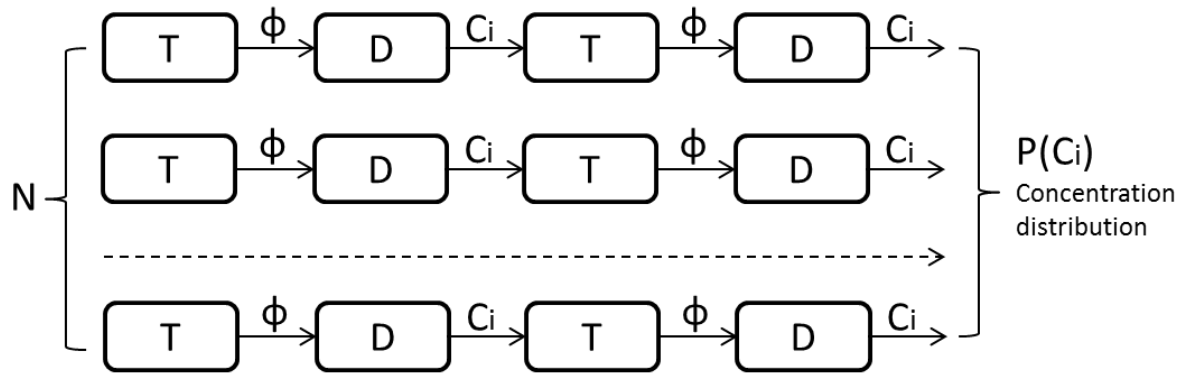 T ϕ D Ci T ϕ D Ci
T ϕ D Ci T ϕ D Ci
N
P(Ci)
Concentration
distribution
T ϕ D Ci T ϕ D Ci